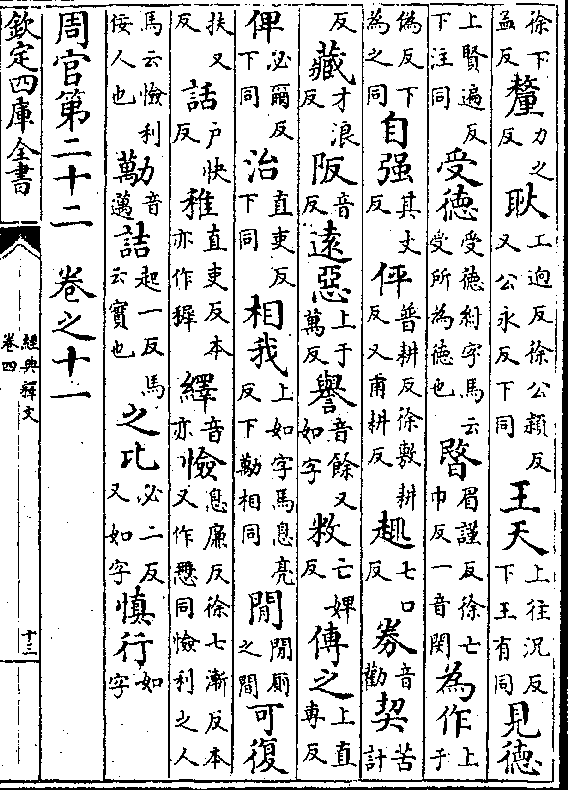 徐下孟反釐力之反耿工迥反徐公頴反又公永反下同王天上往况反下王有同見德
上賢遍反下注同受德受德紂字馬云受所為德也暋眉謹反徐亡巾反一音閔為作上于
偽反下為之同自强其丈反伻普耕反徐敷耕反又甫耕反趣七口反券音勸契苦計
反藏才浪反阪音反遠惡上于萬反譽音餘又如字敉亡婢反傳之上直專反
俾必爾反下同治直吏反下同相我上如字馬息亮反下勱相同閒閒厠之間可復
扶又反話户快反稚直吏反本亦作稺繹音亦憸息廉反徐七漸反本又作同憸利之人
馬云憸利佞人也勱音邁詰起一反馬云實也之比必二反又如字慎行如字
周官第二十二 卷之十一
欽定四庫全書
經典釋文
卷四
十三